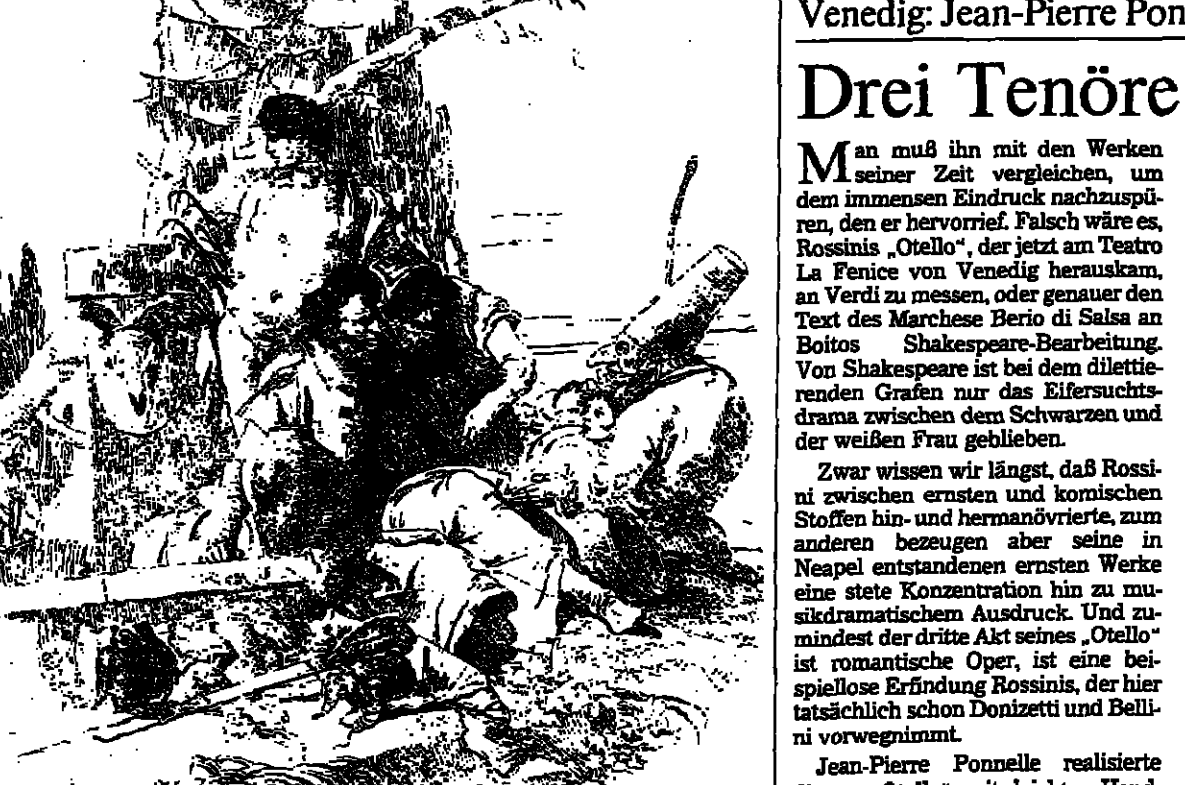 Venedig: Jean-Pierre Pon
Drei Tenöre
Man muß ihn mit den Werken
seiner Zeit vergleichen, um
dem immensen Eindruck nachzuspü-
ren, den er hervorrief. Falsch wäre es,
Rossinis „Otello“, der jetzt am Teatro
La Fenice von Venedig herauskam,
an Verdi zu messen, oder genauer den
Text des Marchese Berio di Salsa an
Boitos Shakespeare-Bearbeitung.
Von Shakespeare ist bei dem dilettie-
renden Grafen nur das Eifersuchts-
drama zwischen dem Schwarzen und
der weißen Frau geblieben.
Zwar wissen wir längst, daß Rossi-
ni zwischen ernsten und komischen
Stoffen hin- und hermanövrierte, zum
anderen bezeugen aber seine in
Neapel entstandenen ernsten Werke
eine stete Konzentration hin zu mu-
sikdramatischem Ausdruck. Und zu-
mindest der dritte Akt seines „Otello“
ist romantische Oper, ist eine bei-
spiellose Erfindung Rossinis, der hier
tatsächlich schon Donizetti und Belli-
ni vorwegnimmt.
Jean-Pierre Ponnelle realisierte